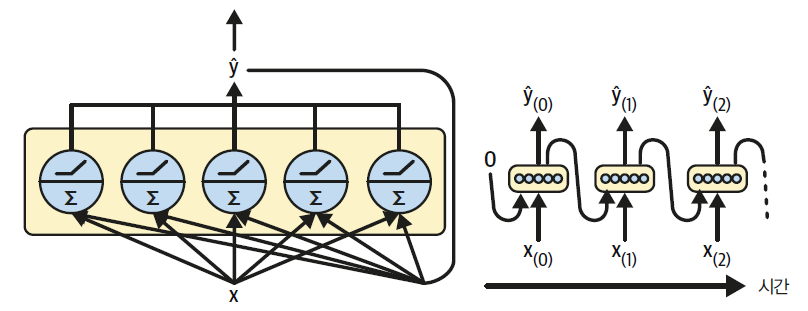 ŷ
Σ Σ Σ Σ Σ
x
ŷ(0) ŷ(1) ŷ(2)
0
x(0) x(1) x(2)
시간